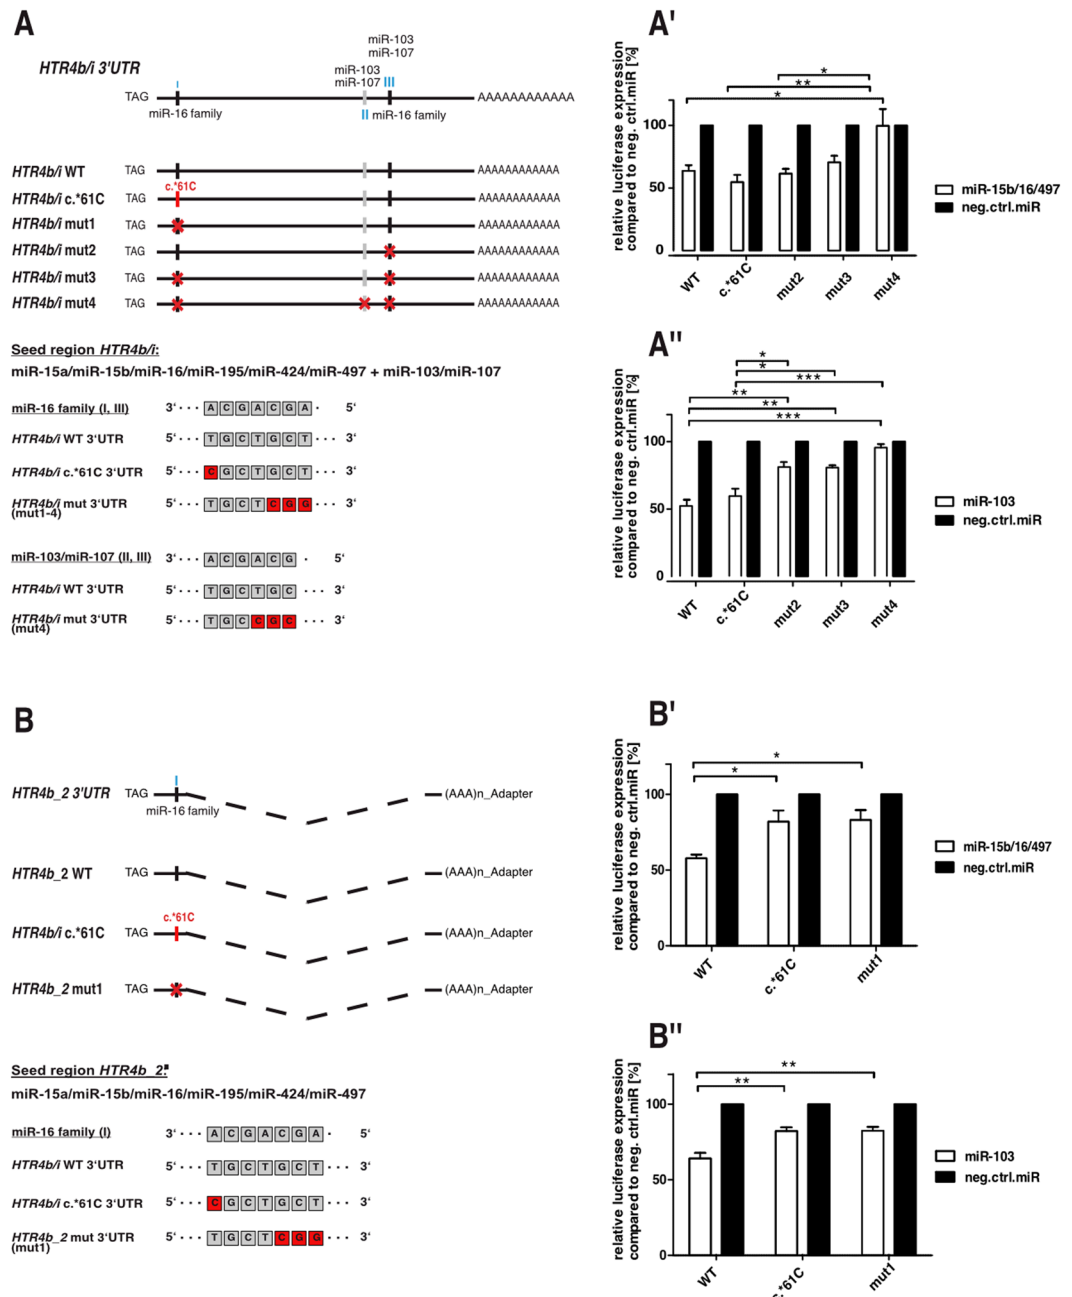 A
HTR4b/i 3'UTR
miR-103
miR-107
miR-103
miR-107
I
III
TAG
AAAAAAAAAAAA
miR-16 family
II
miR-16 family
HTR4b/i WT
TAG
AAAAAAAAAAAA
c.*61C
HTR4b/i c.*61C
TAG
AAAAAAAAAAAA
HTR4b/i mut1
TAG
AAAAAAAAAAAA
HTR4b/i mut2
TAG
AAAAAAAAAAAA
HTR4b/i mut3
TAG
AAAAAAAAAAAA
HTR4b/i mut4
TAG
AAAAAAAAAAAA
Seed region HTR4b/i:
miR-15a/miR-15b/miR-16/miR-195/miR-424/miR-497 + miR-103/miR-107
miR-16 family (I, III) 3‘ · · · A C G A C G A · 5‘
HTR4b/i WT 3‘UTR 5‘ · · · T G C T G C T · · · 3‘
HTR4b/i c.*61C 3‘UTR 5‘ · · · C G C T G C T · · · 3‘
HTR4b/i mut 3‘UTR 5‘ · · · T G C T C G G · · · 3‘
(mut1-4)
miR-103/miR-107 (II, III) 3‘ · · · A C G A C G · 5‘
HTR4b/i WT 3‘UTR 5‘ · · · T G C T G C · · · 3‘
HTR4b/i mut 3‘UTR 5‘ · · · T G C C G C · · · 3‘
(mut4)
A'
relative luciferase expression
compared to neg. ctrl.miR [%]
*
**
*
100
50
0
WT
c.*61C
mut2
mut3
mut4
miR-15b/16/497
neg.ctrl.miR
A''
relative luciferase expression
compared to neg. ctrl.miR [%]
*
*
***
**
**
***
100
50
0
WT
c.*61C
mut2
mut3
mut4
miR-103
neg.ctrl.miR
B
HTR4b_2 3'UTR
I
TAG
miR-16 family
(AAA)n_Adapter
HTR4b_2 WT
TAG
(AAA)n_Adapter
c.*61C
HTR4b/i c.*61C
TAG
(AAA)n_Adapter
HTR4b_2 mut1
TAG
(AAA)n_Adapter
Seed region HTR4b_2:
miR-15a/miR-15b/miR-16/miR-195/miR-424/miR-497
miR-16 family (I) 3‘ · · · A C G A C G A · 5‘
HTR4b/i WT 3‘UTR 5‘ · · · T G C T G C T · · · 3‘
HTR4b/i c.*61C 3‘UTR 5‘ · · · C G C T G C T · · · 3‘
HTR4b_2 mut 3‘UTR 5‘ · · · T G C T C G G · · · 3‘
(mut1)
B'
relative luciferase expression
compared to neg. ctrl.miR [%]
*
*
100
50
0
WT
c.*61C
mut1
miR-15b/16/497
neg.ctrl.miR
B''
relative luciferase expression
compared to neg. ctrl.miR [%]
**
**
100
50
0
WT
c.*61C
mut1
miR-103
neg.ctrl.miR